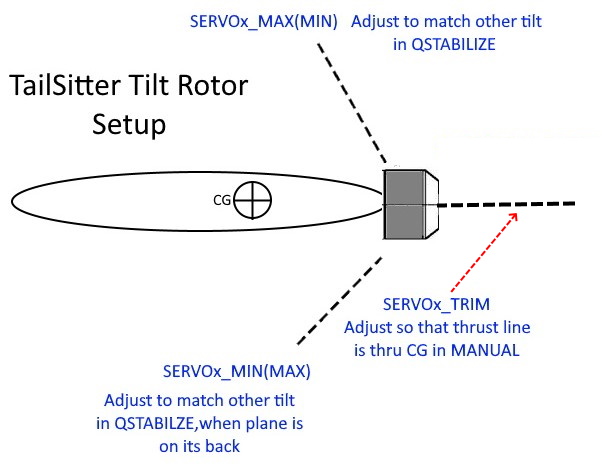 SERVOx_MAX(MIN) Adjust to match other tilt
in QSTABILIZE
TailSitter Tilt Rotor
Setup
CG
SERVOx_TRIM
Adjust so that thrust line
is thru CG in MANUAL
SERVOx_MIN(MAX)
Adjust to match other tilt
in QSTABILZE,when plane is
on its back